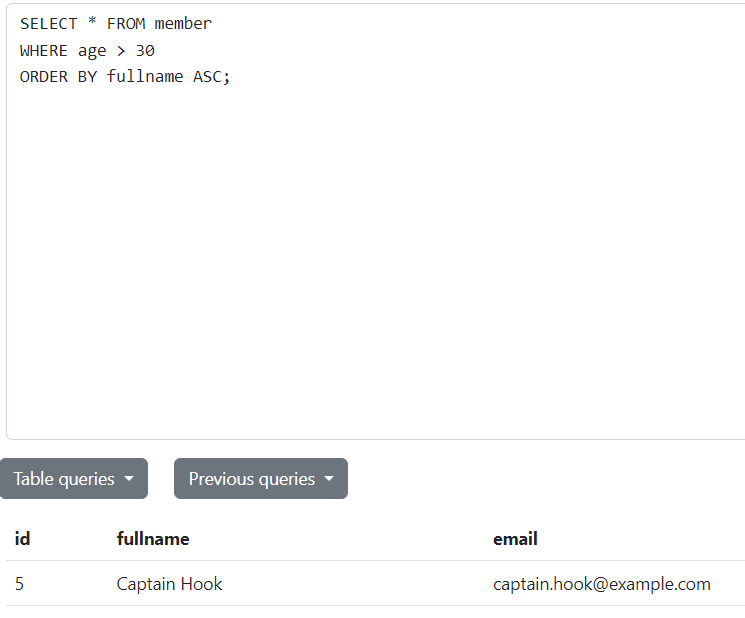 SELECT * FROM member
WHERE age > 30
ORDER BY fullname ASC;
Table queries Previous queries
id fullname email
5 Captain Hook captain.hook@example.com